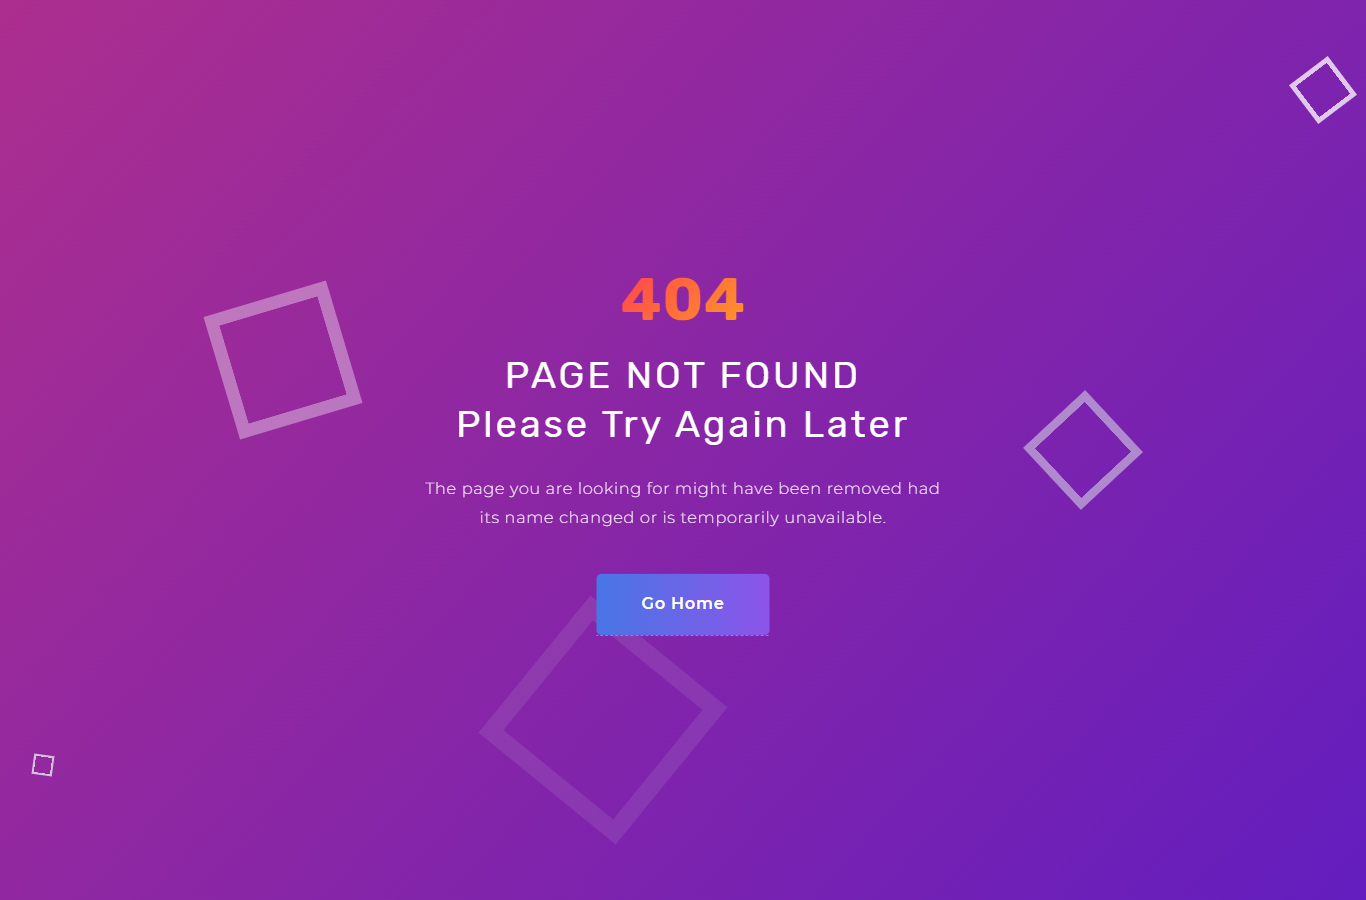 404
PAGE NOT FOUND
Please Try Again Later
The page you are looking for might have been removed had
its name changed or is temporarily unavailable.
Go Home